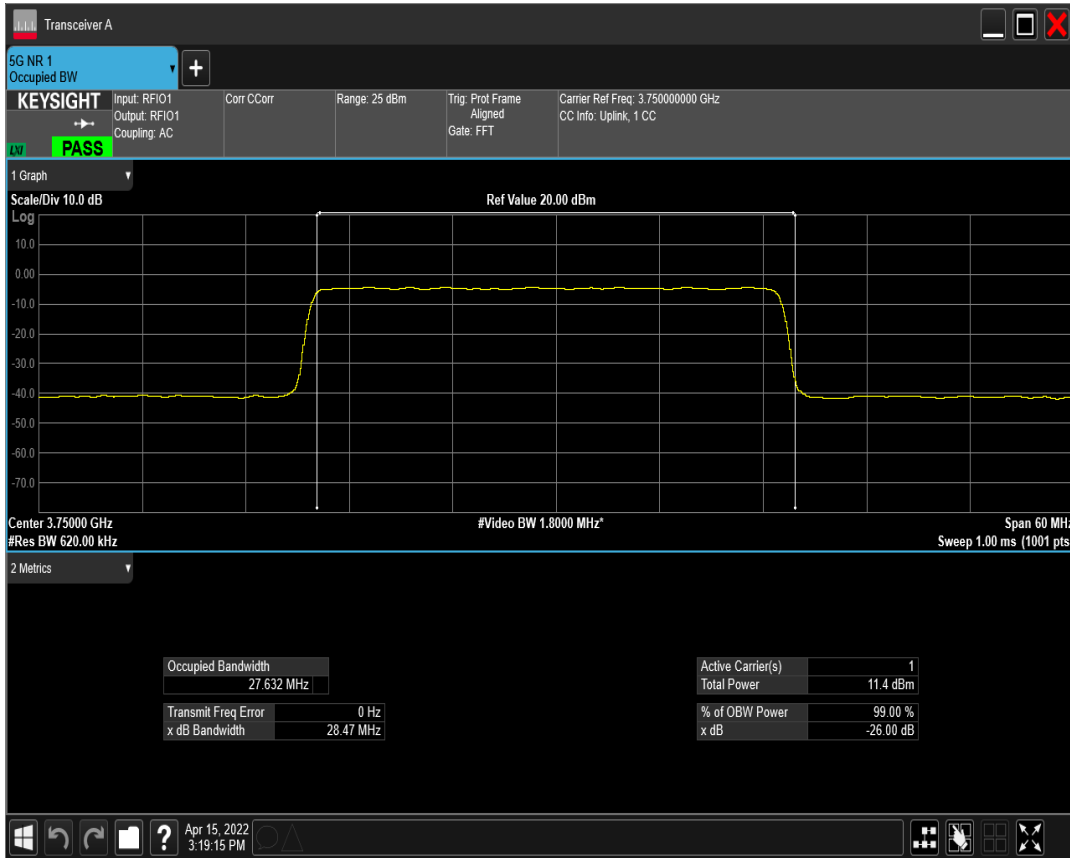 Transceiver A
5G NR 1
Occupied BW
+
KEYSIGHT
LXI
PASS
Input: RFIO1
Output: RFIO1
Coupling: AC
Corr CCorr
Range: 25 dBm
Trig: Prot Frame
Aligned
Gate: FFT
Carrier Ref Freq: 3.750000000 GHz
CC Info: Uplink, 1 CC
1 Graph
Scale/Div 10.0 dB
Ref Value 20.00 dBm
Log
10.0
0.00
-10.0
-20.0
-30.0
-40.0
-50.0
-60.0
-70.0
Center 3.75000 GHz
#Video BW 1.8000 MHz*
Span 60 MHz
#Res BW 620.00 kHz
Sweep 1.00 ms (1001 pts
2 Metrics
Occupied Bandwidth
27.632 MHz
Transmit Freq Error 0 Hz
x dB Bandwidth 28.47 MHz
Active Carrier(s) 1
Total Power 11.4 dBm
% of OBW Power 99.00 %
x dB -26.00 dB
?
Apr 15, 2022
3:19:15 PM